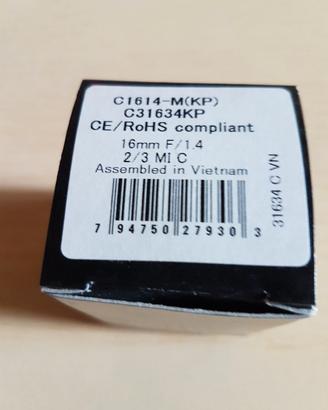 C1614-M(KP)
C31634KP
CE/RoHS compliant
16mm F/1.4
2/3 MI C
Assembled in Vietnam
7 94750 27930 3
31634 C VN